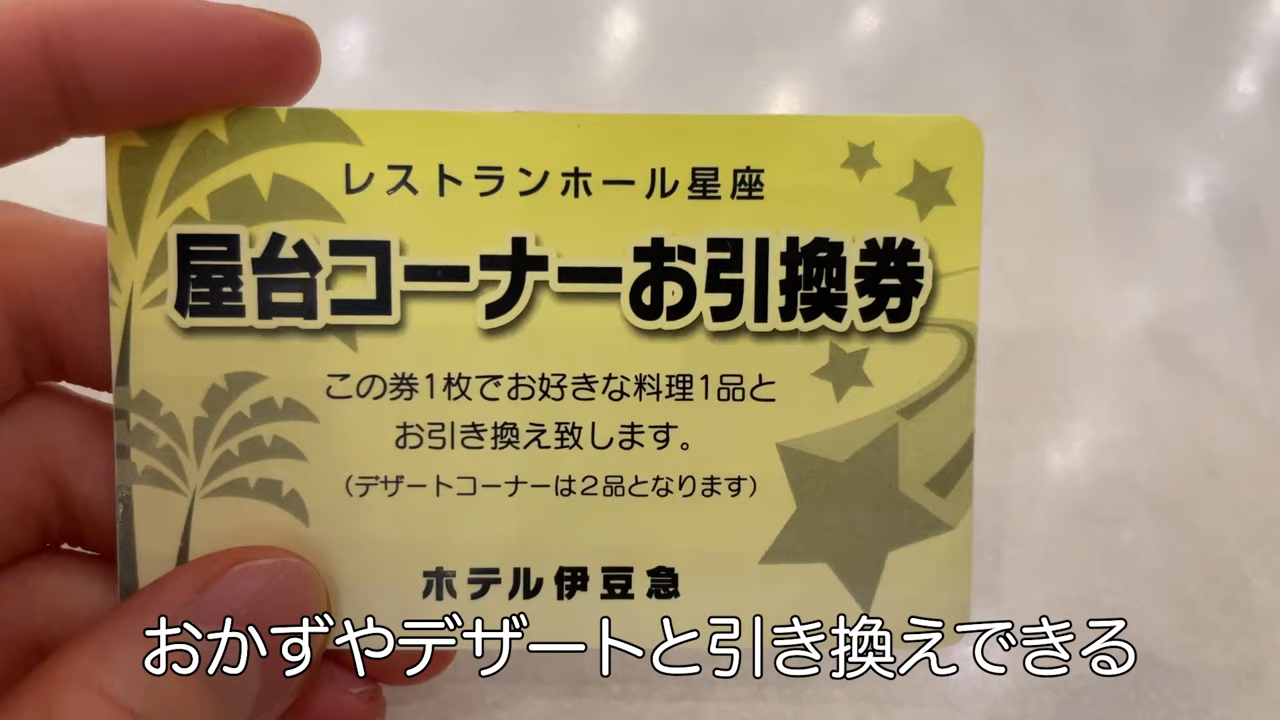 レストランホール星座
屋台コーナーお引換券
この券1枚でお好きな料理1品と
お引き換え致します。
（デザートコーナーは2品となります）
ホテル伊豆急
おかずやデザートと引き換えできる